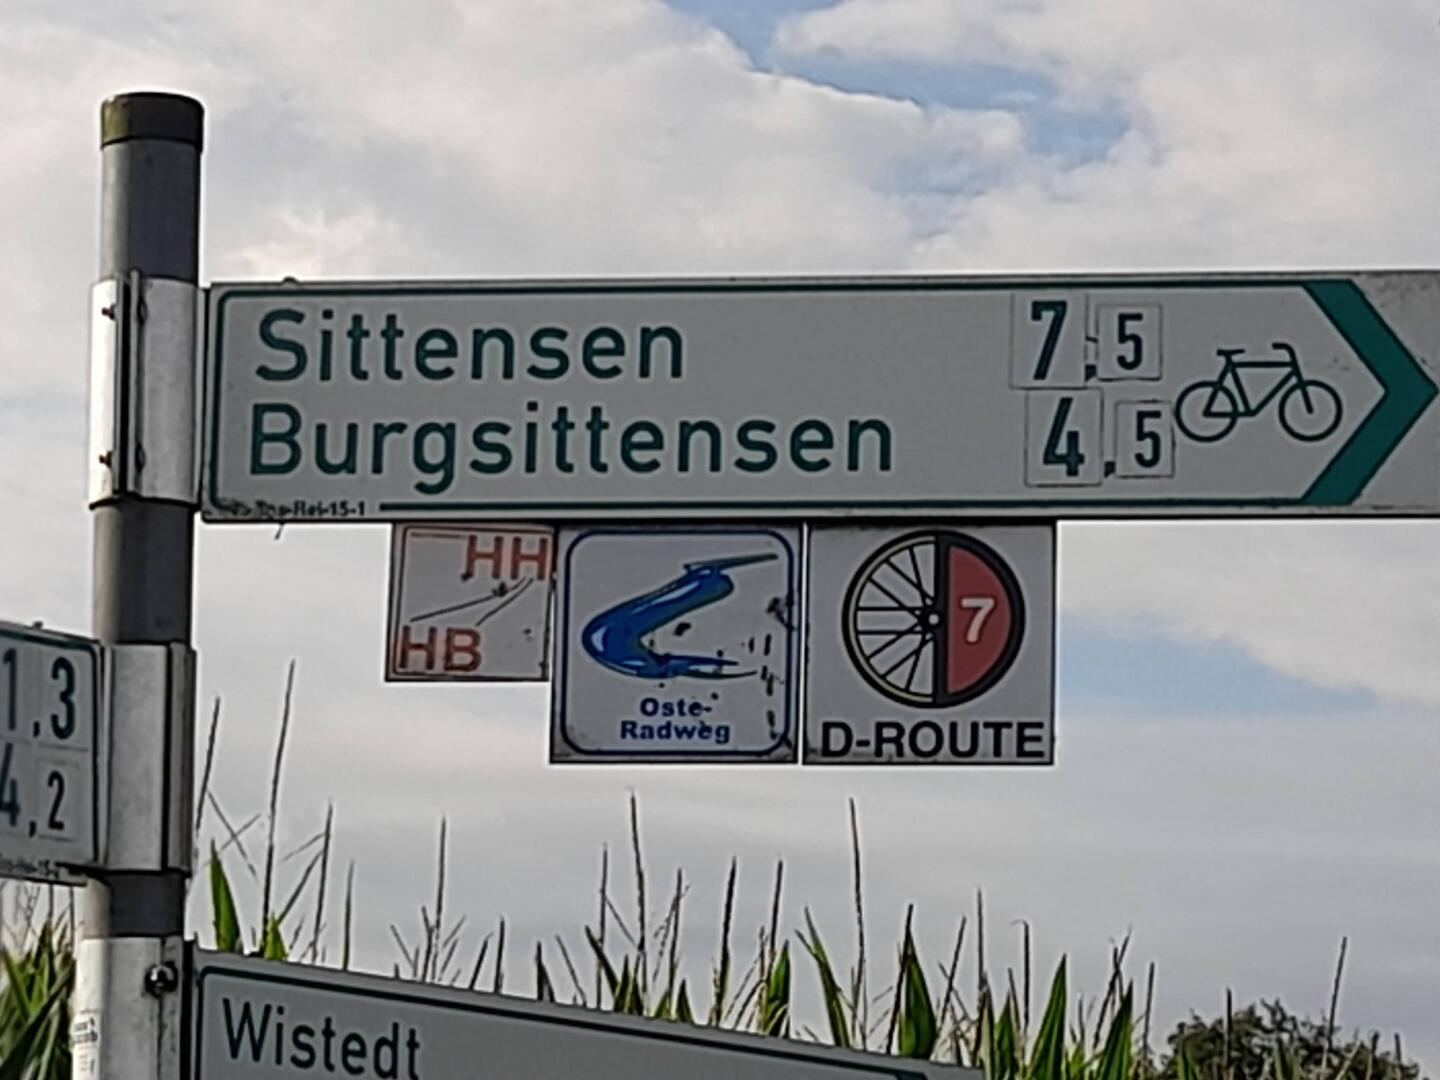 Sittensen 7,5
Burgsittensen 4,5
HH
HB
Oste-
Radweg
7
D-ROUTE
1,3
4,2
Wistedt